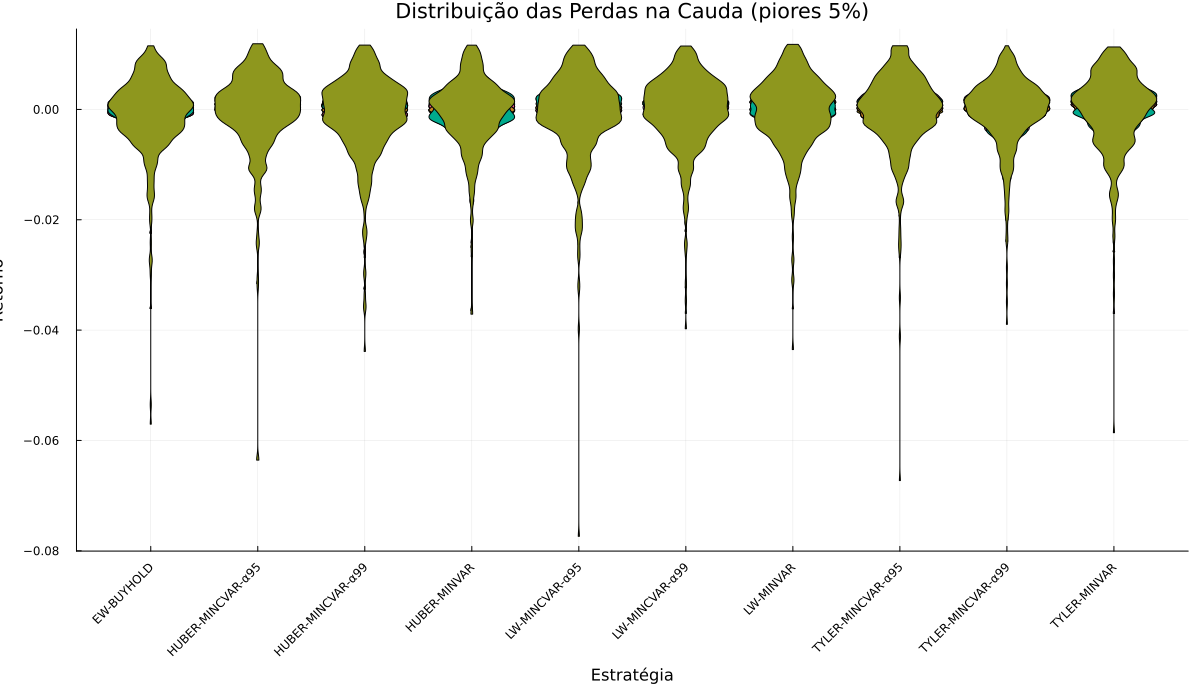 Distribuição das Perdas na Cauda (piores 5%)
0.00
−0.02
−0.04
−0.06
−0.08
EW-BUYHOLD
HUBER-MINCVAR-α95
HUBER-MINCVAR-α99
HUBER-MINVAR
LW-MINCVAR-α95
LW-MINCVAR-α99
LW-MINVAR
TYLER-MINCVAR-α95
TYLER-MINCVAR-α99
TYLER-MINVAR
Estratégia